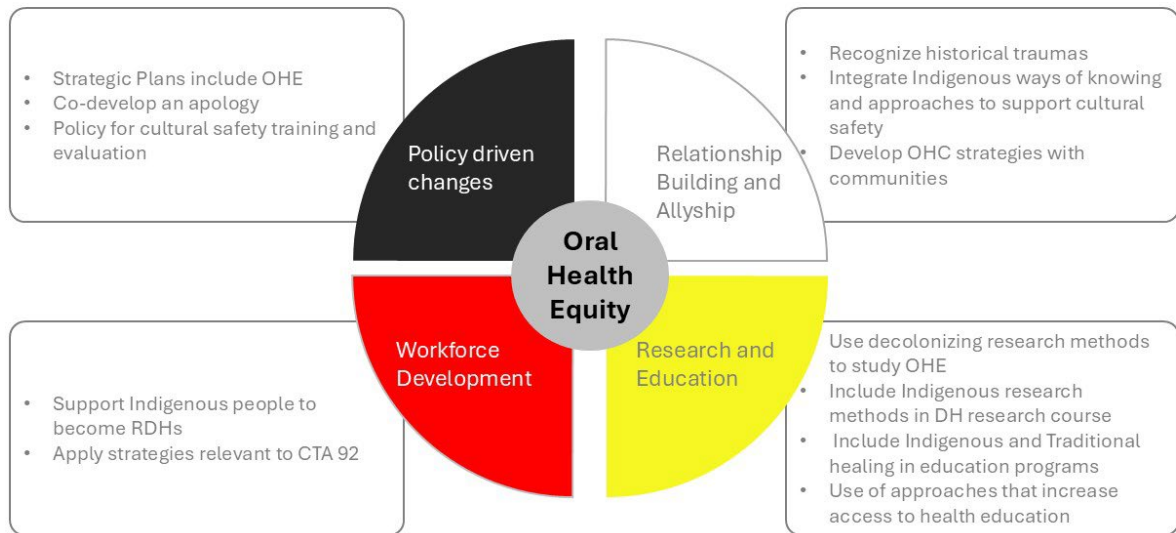 • Strategic Plans include OHE
• Co-develop an apology
• Policy for cultural safety training and
evaluation
Policy driven
changes
Relationship
Building and
Allyship
• Recognize historical traumas
• Integrate Indigenous ways of knowing
and approaches to support cultural
safety
• Develop OHC strategies with
communities
Oral
Health
Equity
• Support Indigenous people to
become RDHs
• Apply strategies relevant to CTA 92
Workforce
Development
Research and
Education
Use decolonizing research methods
to study OHE
• Include Indigenous research
methods in DH research course
• Include Indigenous and Traditional
healing in education programs
• Use of approaches that increase
access to health education